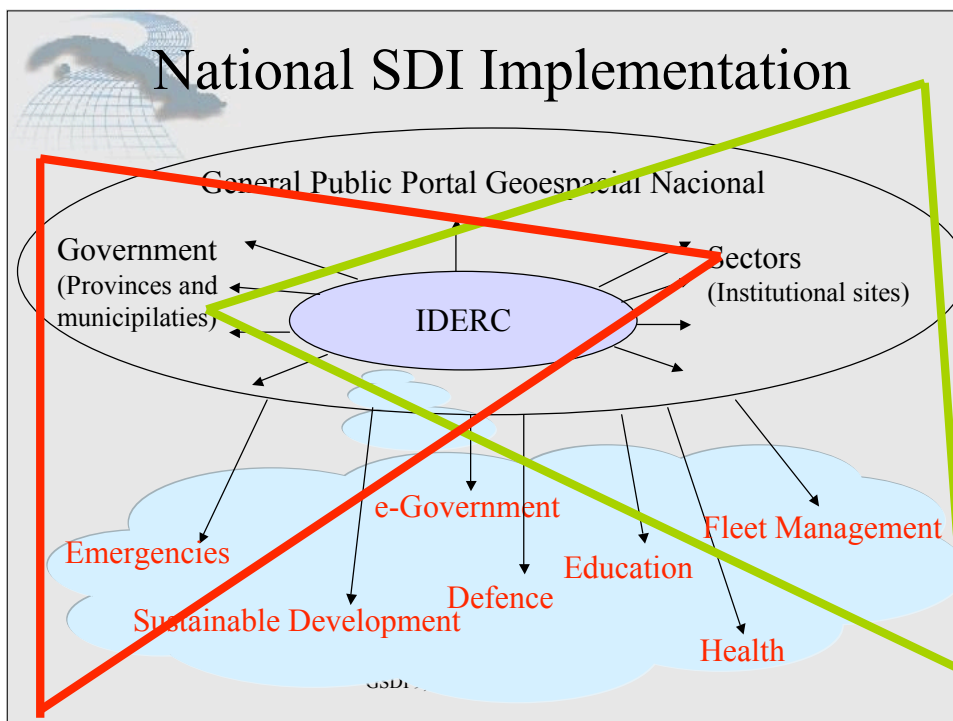 National SDI Implementation
General Public Portal Geoespacial Nacional
Government
(Provinces and
municipilaties)
Sectors
(Institutional sites)
IDERC
e-Government
Fleet Management
Emergencies
Education
Defence
Sustainable Development
Health